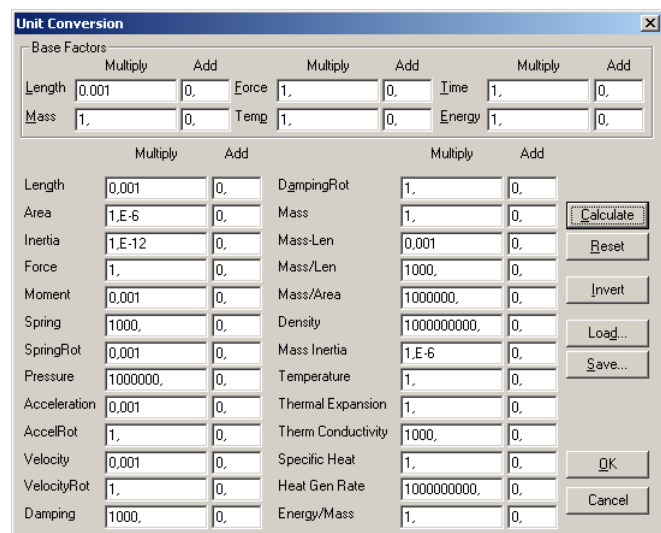 Unit Conversion
Base Factors
Multiply Add Multiply Add Multiply Add
Length 0.001 0, Force 1, 0, Time 1, 0,
Mass 1, 0, Temp 1, 0, Energy 1, 0,
Multiply Add Multiply Add
Length 0,001 0, DampingRot 1, 0,
Area 1,E-6 0, Mass 1, 0, Calculate
Inertia 1,E-12 0, Mass-Len 0,001 0, Reset
Force 1, 0, Mass/Len 1000, 0,
Moment 0,001 0, Mass/Area 1000000, 0, Invert
Spring 1000, 0, Density 1000000000, 0, Load...
SpringRot 0,001 0, Mass Inertia 1,E-6 0, Save...
Pressure 1000000, 0, Temperature 1, 0,
Acceleration 0,001 0, Thermal Expansion 1, 0,
AccelRot 1, 0, Therm Conductivity 1000, 0,
Velocity 0,001 0, Specific Heat 1, 0, OK
VelocityRot 1, 0, Heat Gen Rate 1000000000, 0, Cancel
Damping 1000, 0, Energy/Mass 1, 0,